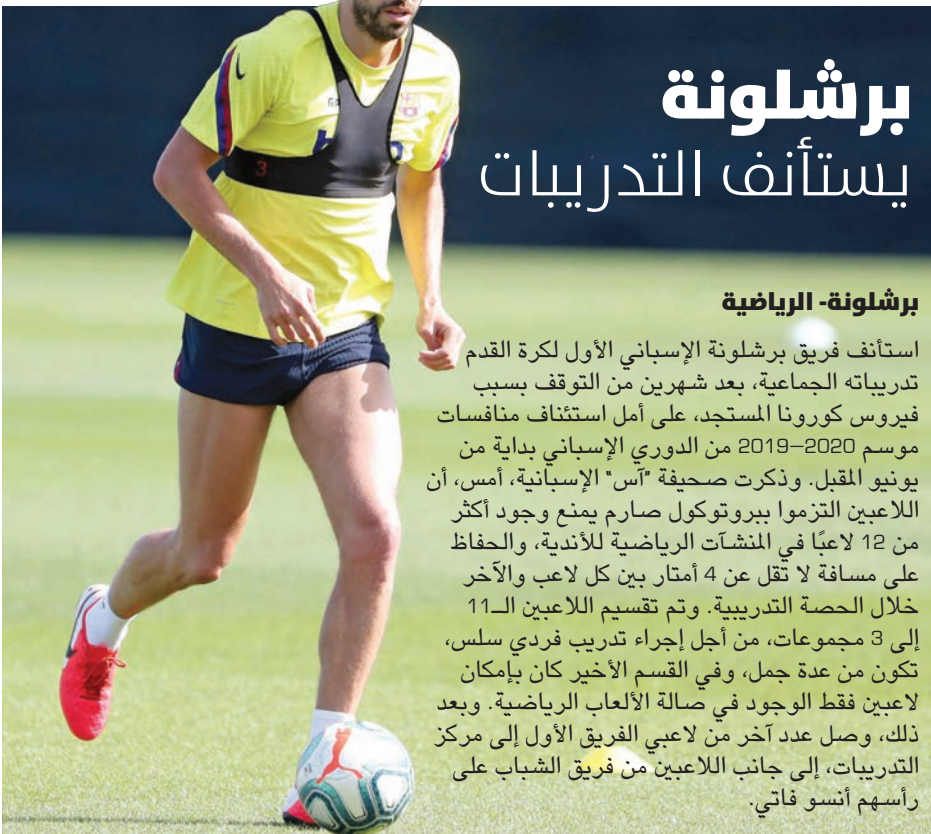 برشلونة
يستأنف التدريبات
برشلونة- الرياضية
استأنف فريق برشلونة الإسباني الأول لكرة القدم
تدريباته الجماعية، بعد شهرين من التوقف بسبب
فيروس كورونا المستجد، على أمل استئناف منافسات
موسم 2020–2019 من الدوري الإسباني بداية من
يونيو المقبل. وذكرت صحيفة "آس" الإسبانية، أمس، أن
اللاعبين التزموا ببروتوكول صارم يمنع وجود أكثر
من 12 لاعبًا في المنشآت الرياضية للأندية، والحفاظ
على مسافة لا تقل عن 4 أمتار بين كل لاعب والآخر
خلال الحصة التدريبية. وتم تقسيم اللاعبين الــ11
إلى 3 مجموعات، من أجل إجراء تدريب فردي سلس،
تكون من عدة جمل، وفي القسم الأخير كان بإمكان
لاعبين فقط الوجود في صالة الألعاب الرياضية. وبعد
ذلك، وصل عدد آخر من لاعبي الفريق الأول إلى مركز
التدريبات، إلى جانب اللاعبين من فريق الشباب على
رأسهم أنسو فاتي.
3